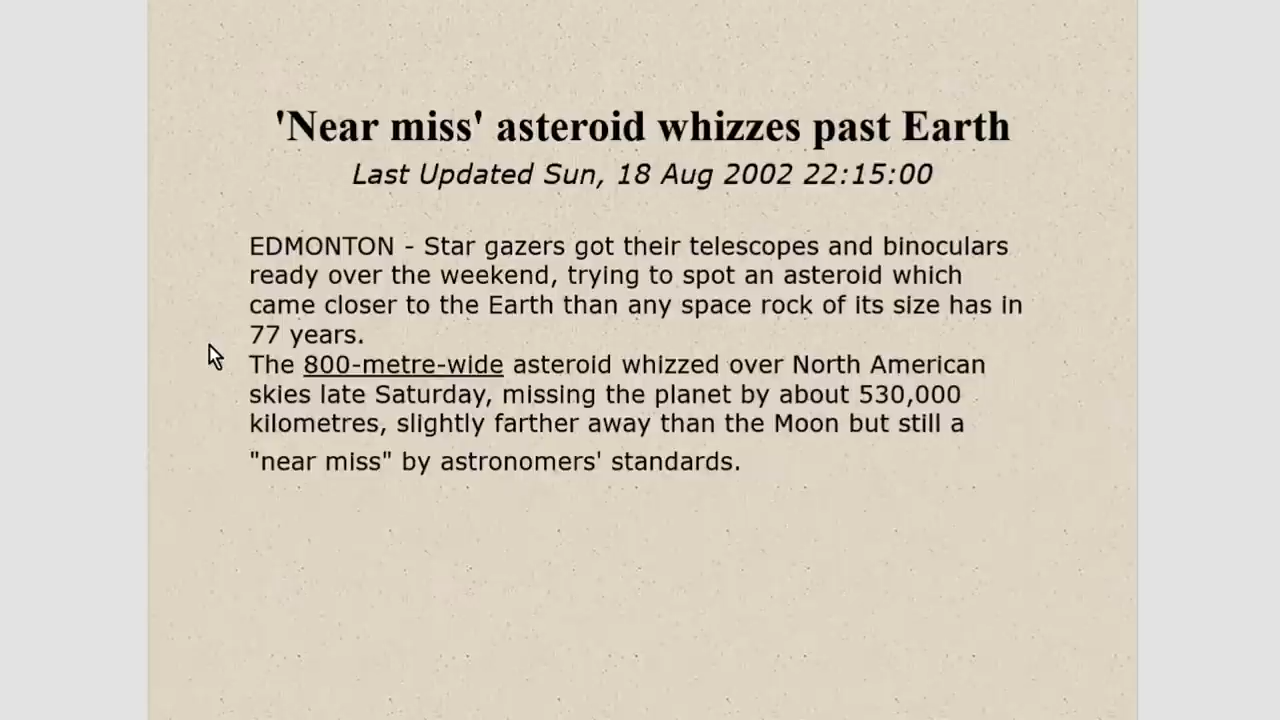 'Near miss' asteroid whizzes past Earth
Last Updated Sun, 18 Aug 2002 22:15:00
EDMONTON - Star gazers got their telescopes and binoculars
ready over the weekend, trying to spot an asteroid which
came closer to the Earth than any space rock of its size has in
77 years.
The 800-metre-wide asteroid whizzed over North American
skies late Saturday, missing the planet by about 530,000
kilometres, slightly farther away than the Moon but still a
"near miss" by astronomers' standards.